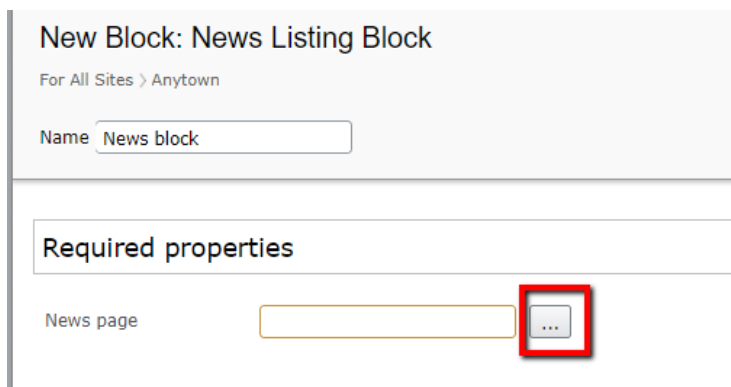 New Block: News Listing Block
For All Sites > Anytown
Name News block
Required properties
News page ...